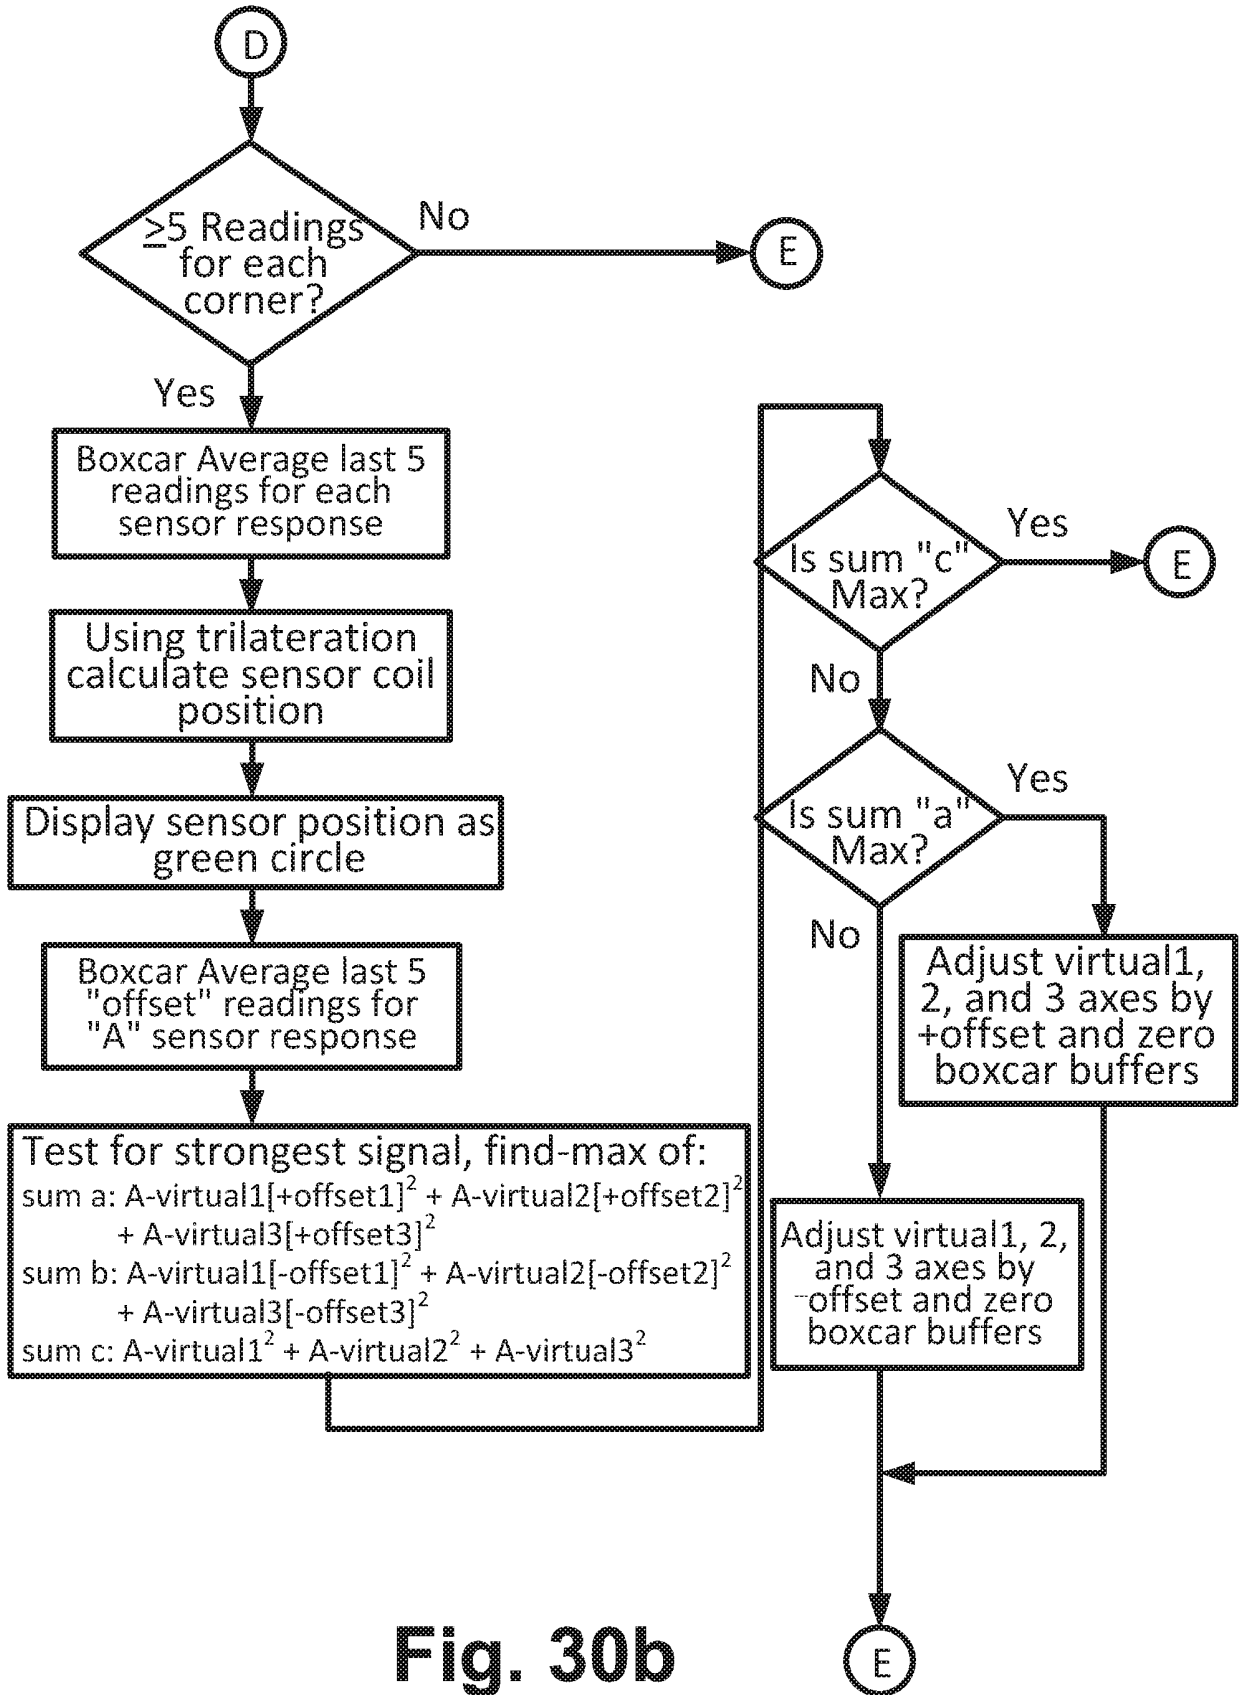 D
≥5 Readings
for each
corner?
No
E
Yes
Boxcar Average last 5
readings for each
sensor response
Using trilateration
calculate sensor coil
position
Display sensor position as
green circle
Boxcar Average last 5
"offset" readings for
"A" sensor response
Test for strongest signal, find-max of:
sum a: A-virtual1[+offset1]² + A-virtual2[+offset2]²
+ A-virtual3[+offset3]²
sum b: A-virtual1[-offset1]² + A-virtual2[-offset2]²
+ A-virtual3[-offset3]²
sum c: A-virtual1² + A-virtual2² + A-virtual3²
Is sum "c"
Max?
Yes
E
No
Is sum "a"
Max?
Yes
No
Adjust virtual1,
2, and 3 axes by
+offset and zero
boxcar buffers
Adjust virtual1, 2,
and 3 axes by
-offset and zero
boxcar buffers
E
Fig. 30b